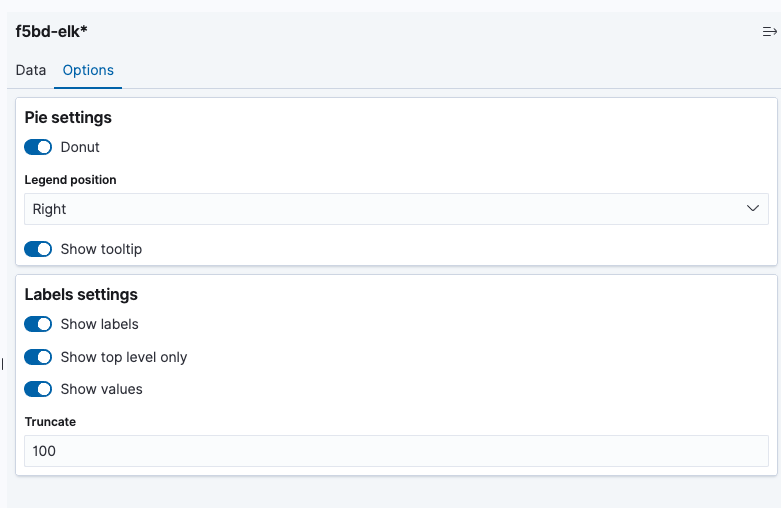 f5bd-elk*
Data Options
Pie settings
Donut
Legend position
Right
Show tooltip
Labels settings
Show labels
Show top level only
Show values
Truncate
100